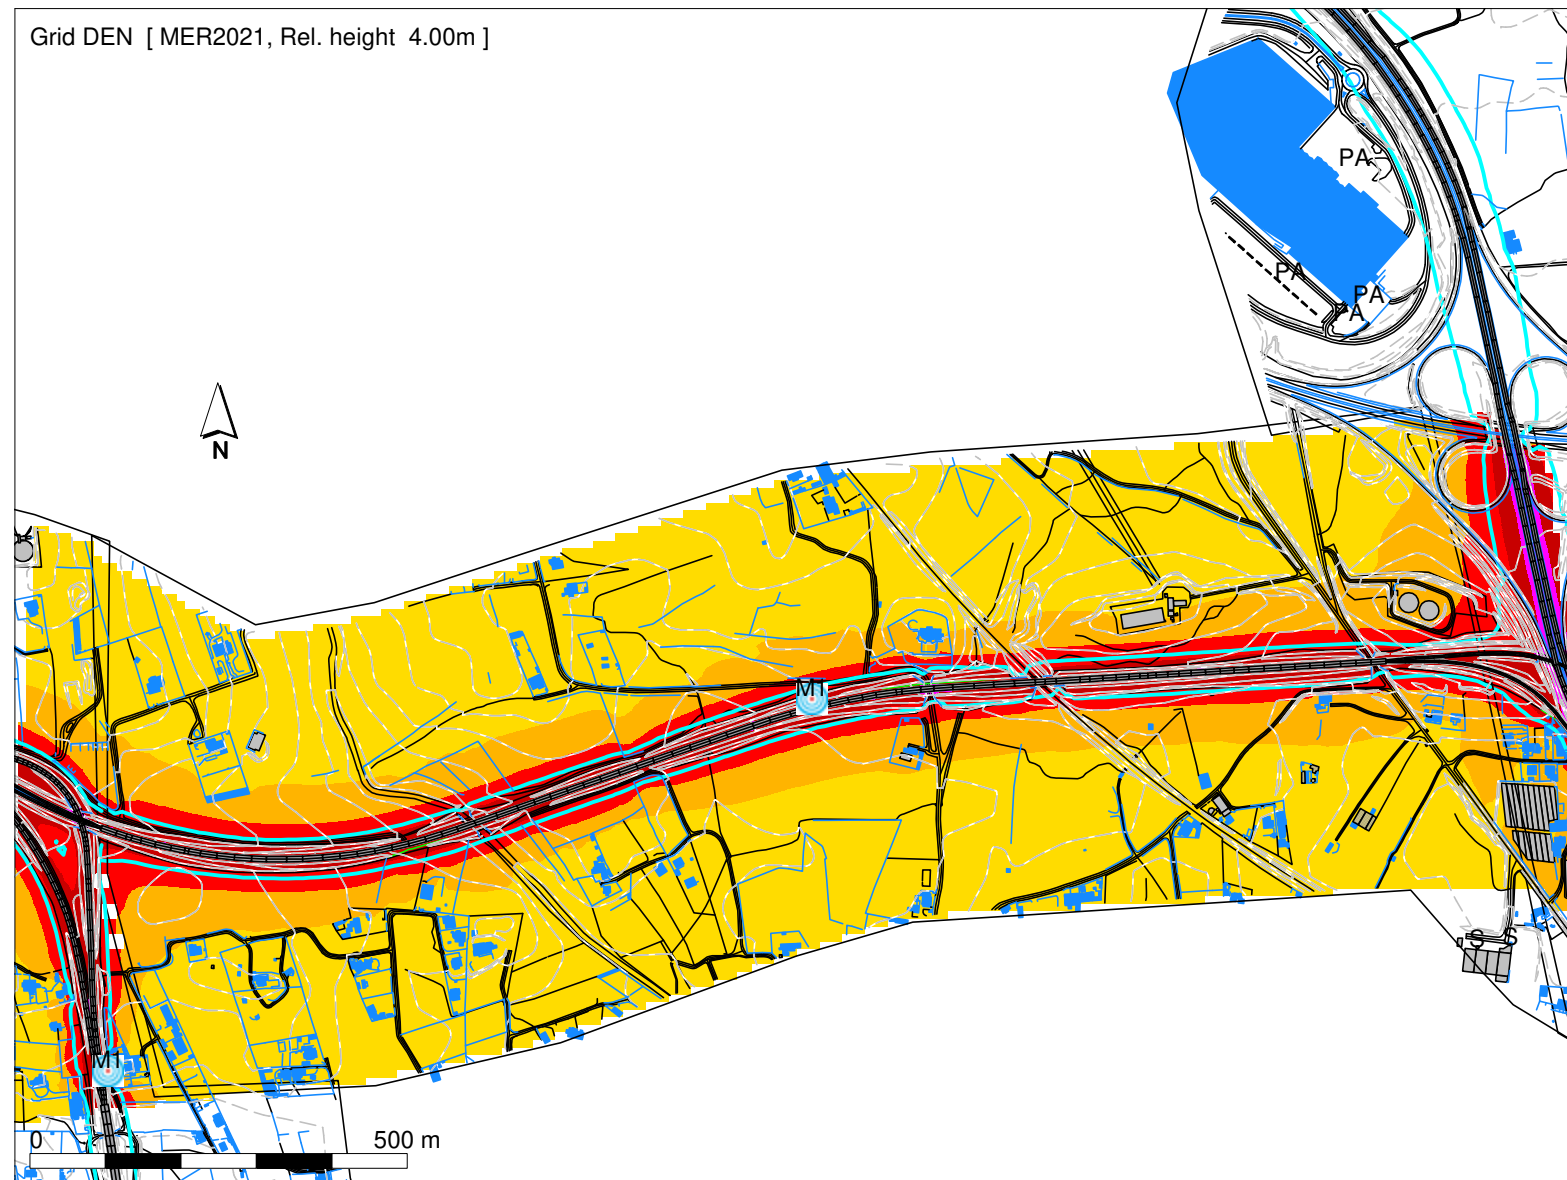 Grid DEN [ MER2021, Rel. height 4.00m ]
PA
PA
PA
PA
N
M1
M1
0 500 m